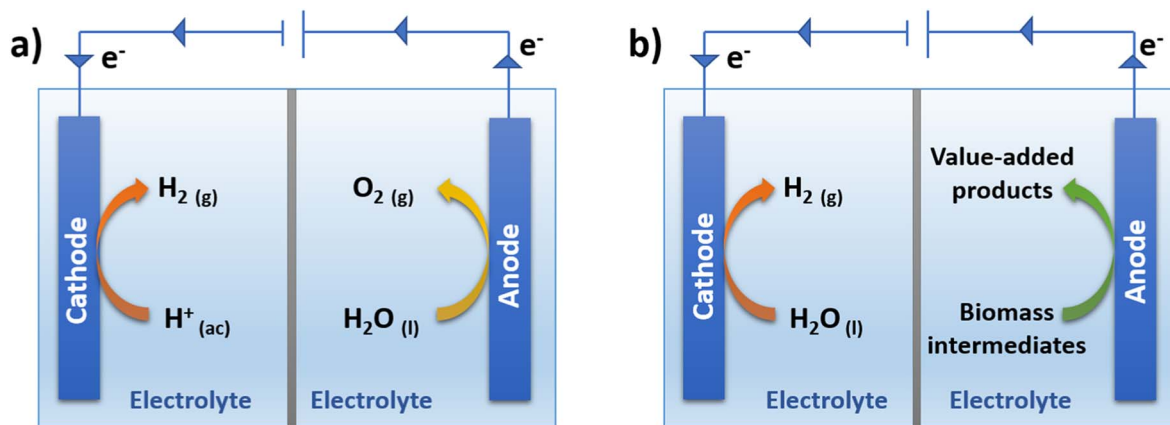 a)
e⁻
e⁻
Cathode
H₂ (g)
H⁺ (ac)
Electrolyte
O₂ (g)
H₂O (l)
Electrolyte
Anode
b)
e⁻
e⁻
Cathode
H₂ (g)
H₂O (l)
Electrolyte
Value-added
products
Biomass
intermediates
Electrolyte
Anode